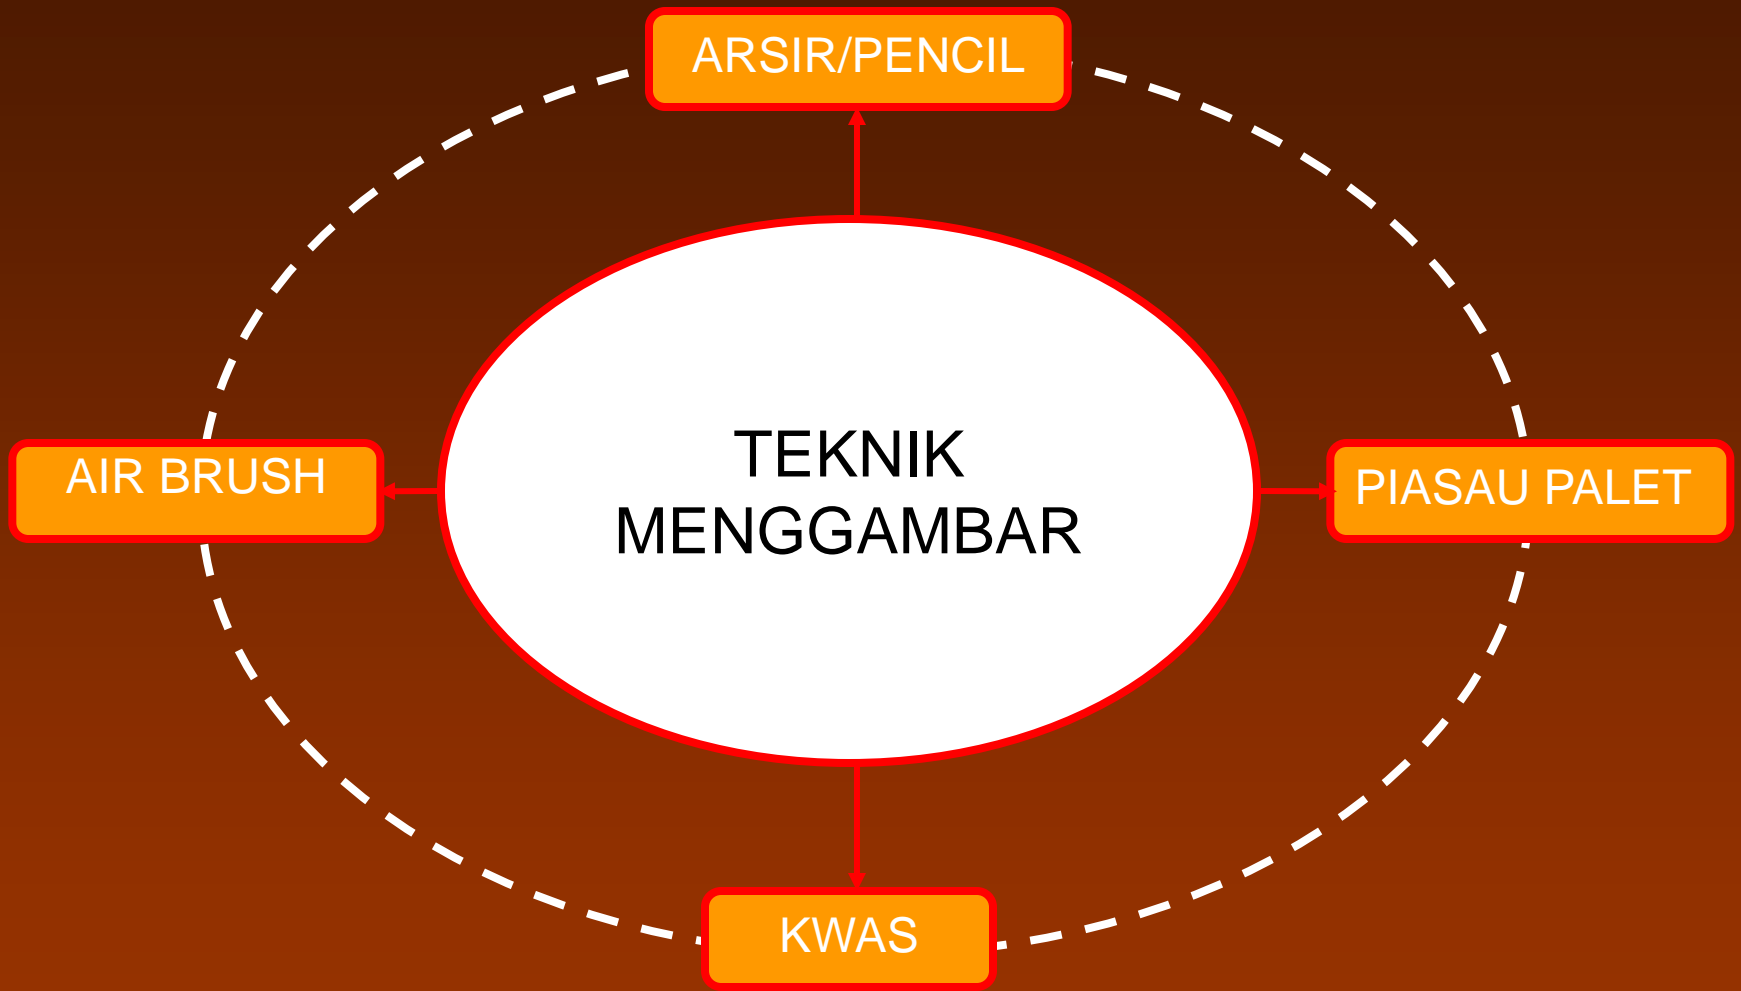 ARSIR/PENCIL
AIR BRUSH
TEKNIK
MENGGAMBAR
PIASAU PALET
KWAS